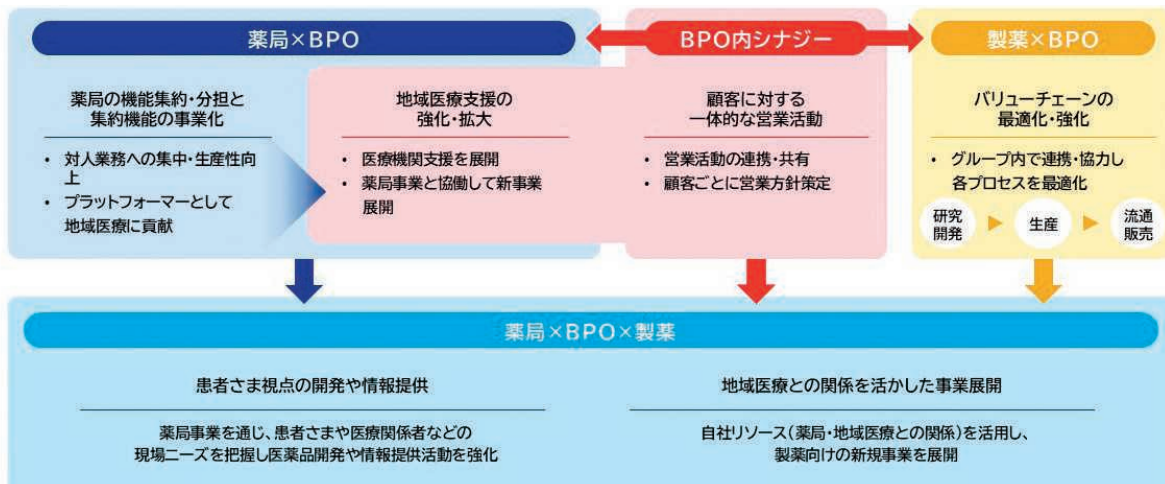 薬局×BPO
薬局の機能集約・分担と
集約機能の事業化
• 対人業務への集中・生産性向
上
• プラットフォーマーとして
地域医療に貢献
地域医療支援の
強化・拡大
• 医療機関支援を展開
• 薬局事業と協働して新事業
展開
BPO内シナジー
顧客に対する
一体的な営業活動
• 営業活動の連携・共有
• 顧客ごとに営業方針策定
製薬×BPO
バリューチェーンの
最適化・強化
• グループ内で連携・協力し
各プロセスを最適化
研究
開発
生産
流通
販売
薬局×BPO×製薬
患者さま視点の開発や情報提供
薬局事業を通じ、患者さまや医療関係者などの
現場ニーズを把握し医薬品開発や情報提供活動を強化
地域医療との関係を活かした事業展開
自社リソース(薬局・地域医療との関係)を活用し、
製薬向けの新規事業を展開